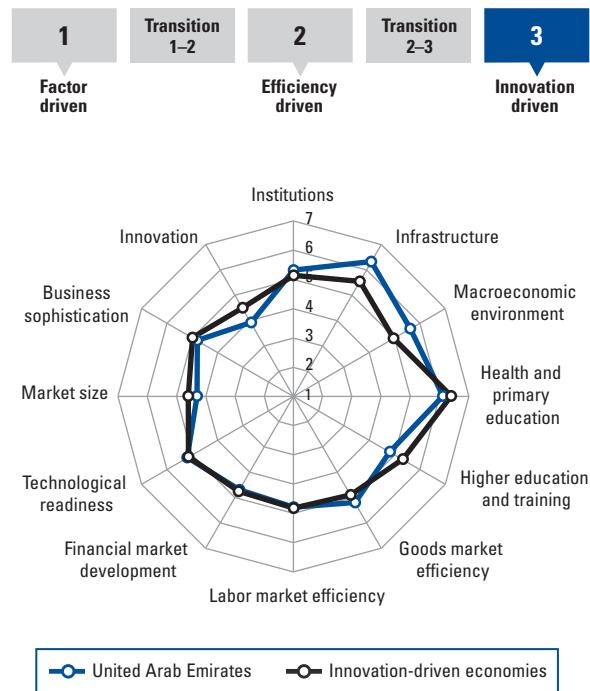 1
Transition
1–2
2
Transition
2–3
3
Factor
driven
Efficiency
driven
Innovation
driven
Institutions
7
Innovation
Infrastructure
6
5
Business
sophistication
Macroeconomic
environment
4
3
2
Market size
1
Health and
primary
education
Technological
readiness
Higher education
and training
Financial market
development
Goods market
efficiency
Labor market efficiency
United Arab Emirates
Innovation-driven economies